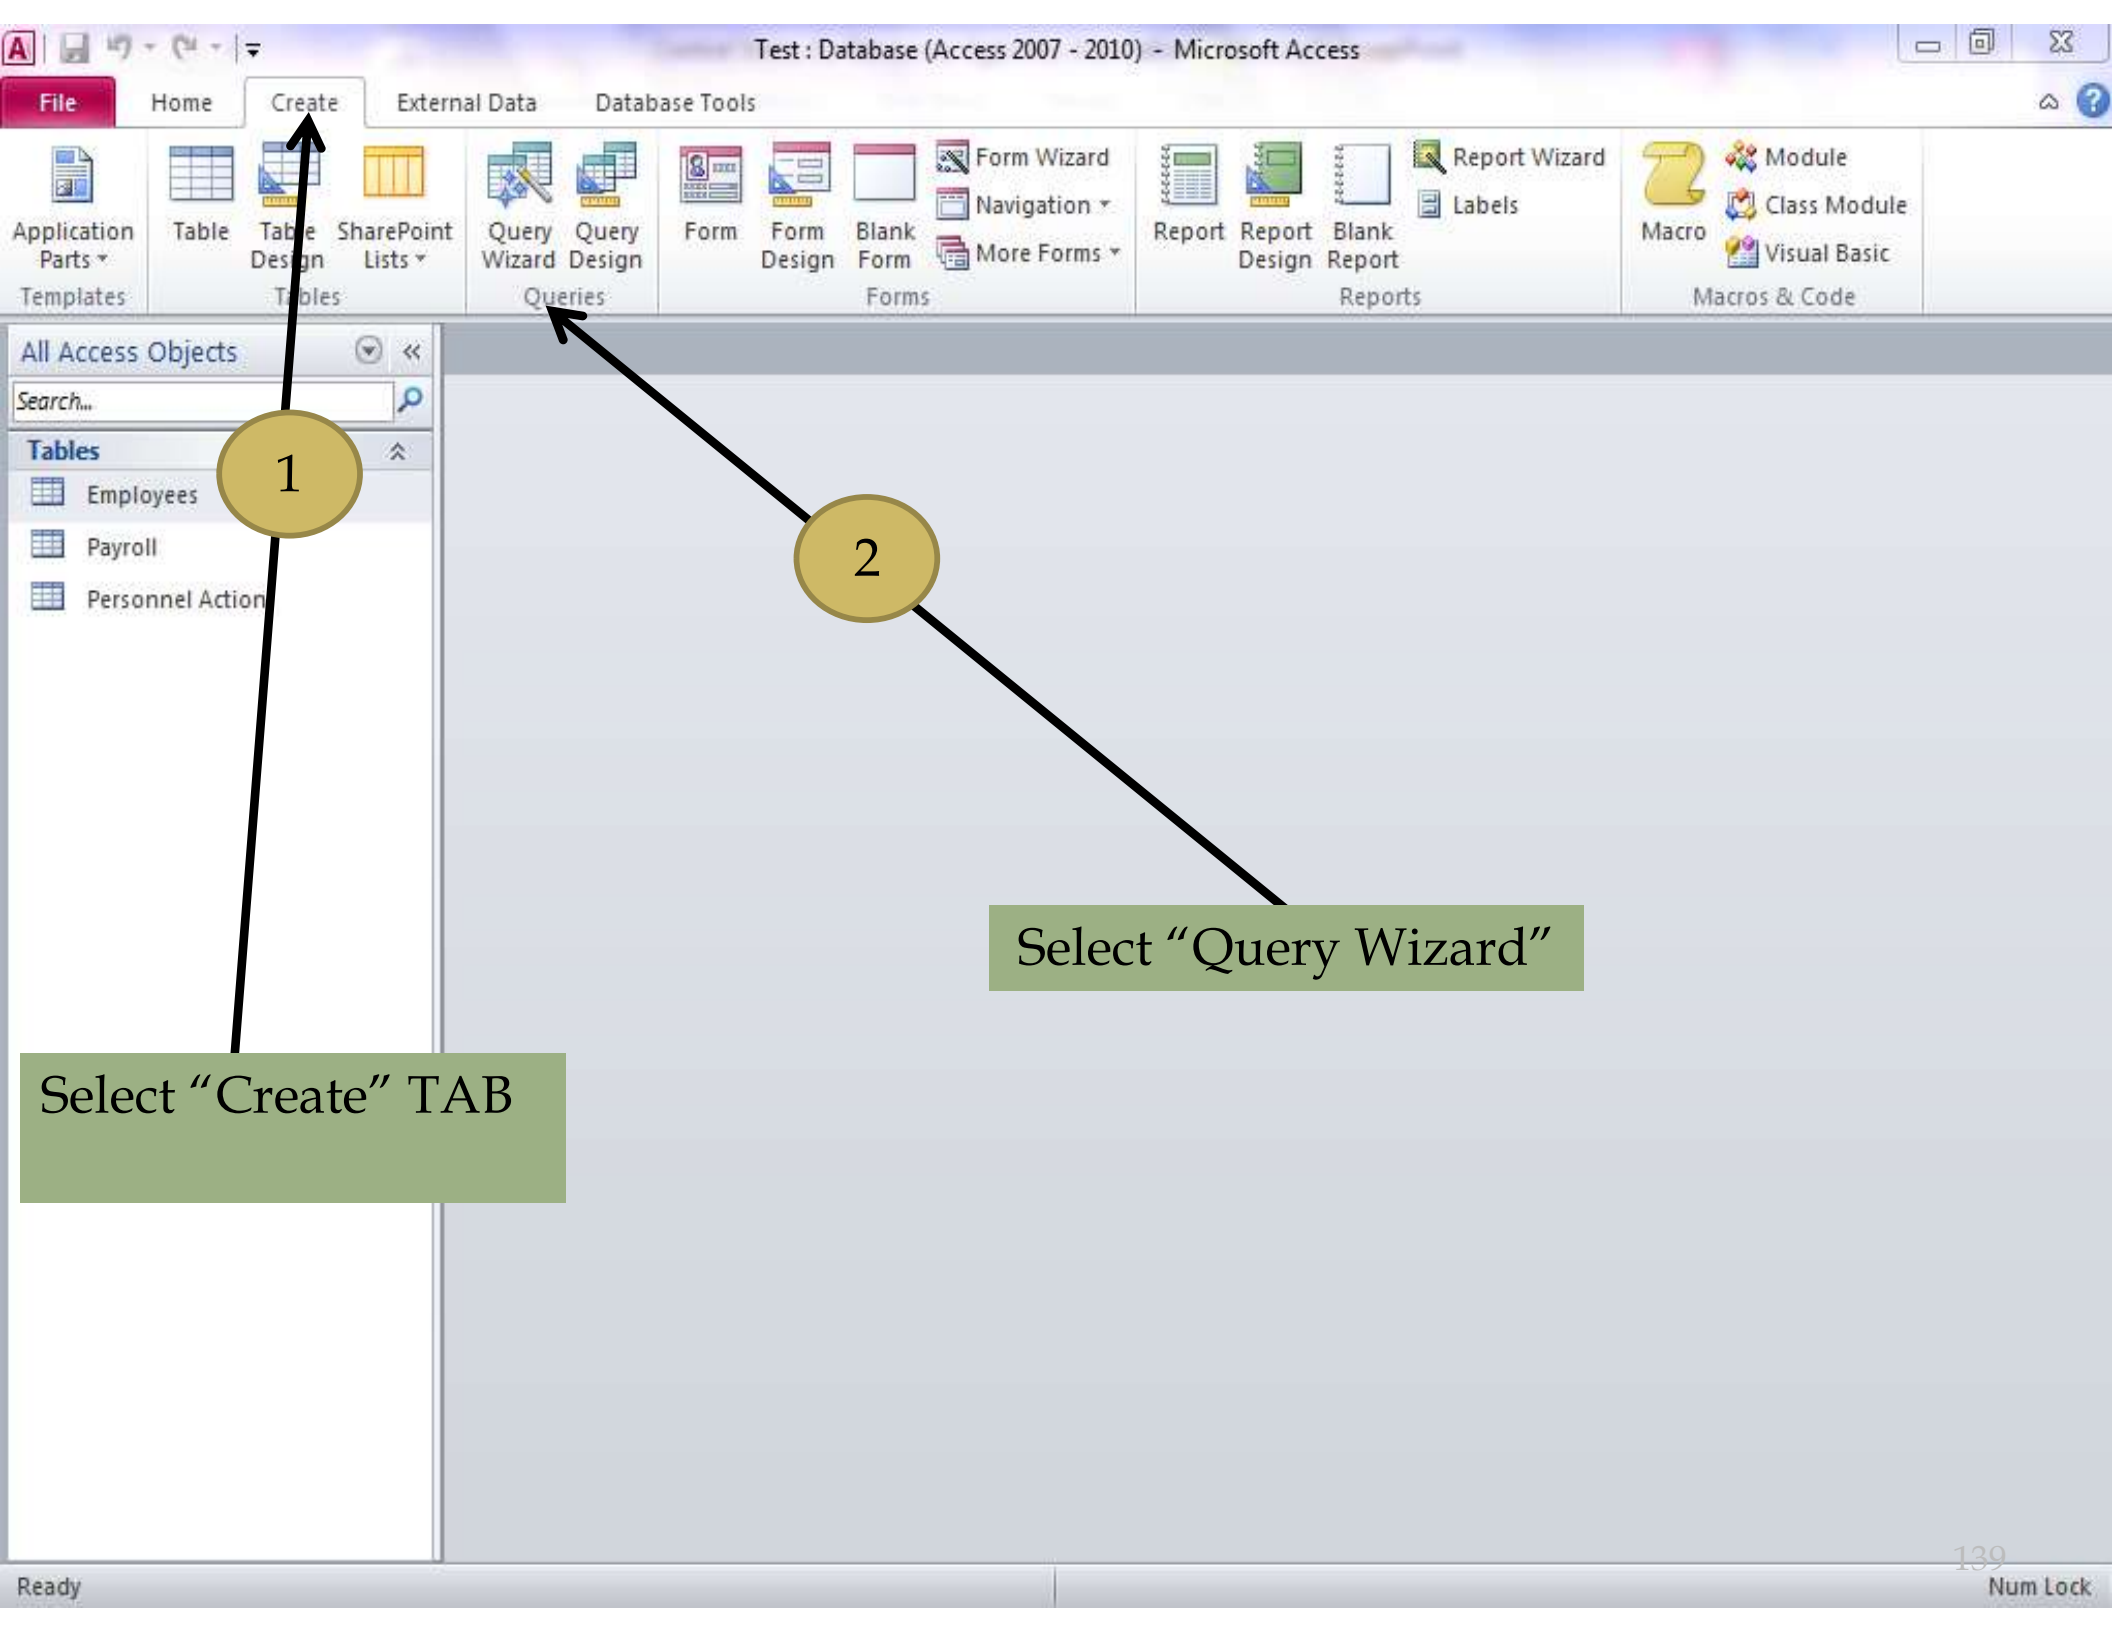 Test : Database (Access 2007 - 2010) - Microsoft Access
File Home Create External Data Database Tools
Application Parts
Table
Table Design
SharePoint Lists
Query Wizard
Query Design
Form
Form Design
Blank Form
Form Wizard
Navigation
More Forms
Report
Report Design
Blank Report
Report Wizard
Labels
Macro
Module
Class Module
Visual Basic
Templates Tables Queries Forms Reports Macros & Code
All Access Objects
Search...
Tables
Employees
Payroll
Personnel Action
1
2
Select “Query Wizard”
Select “Create” TAB
139
Ready
Num Lock